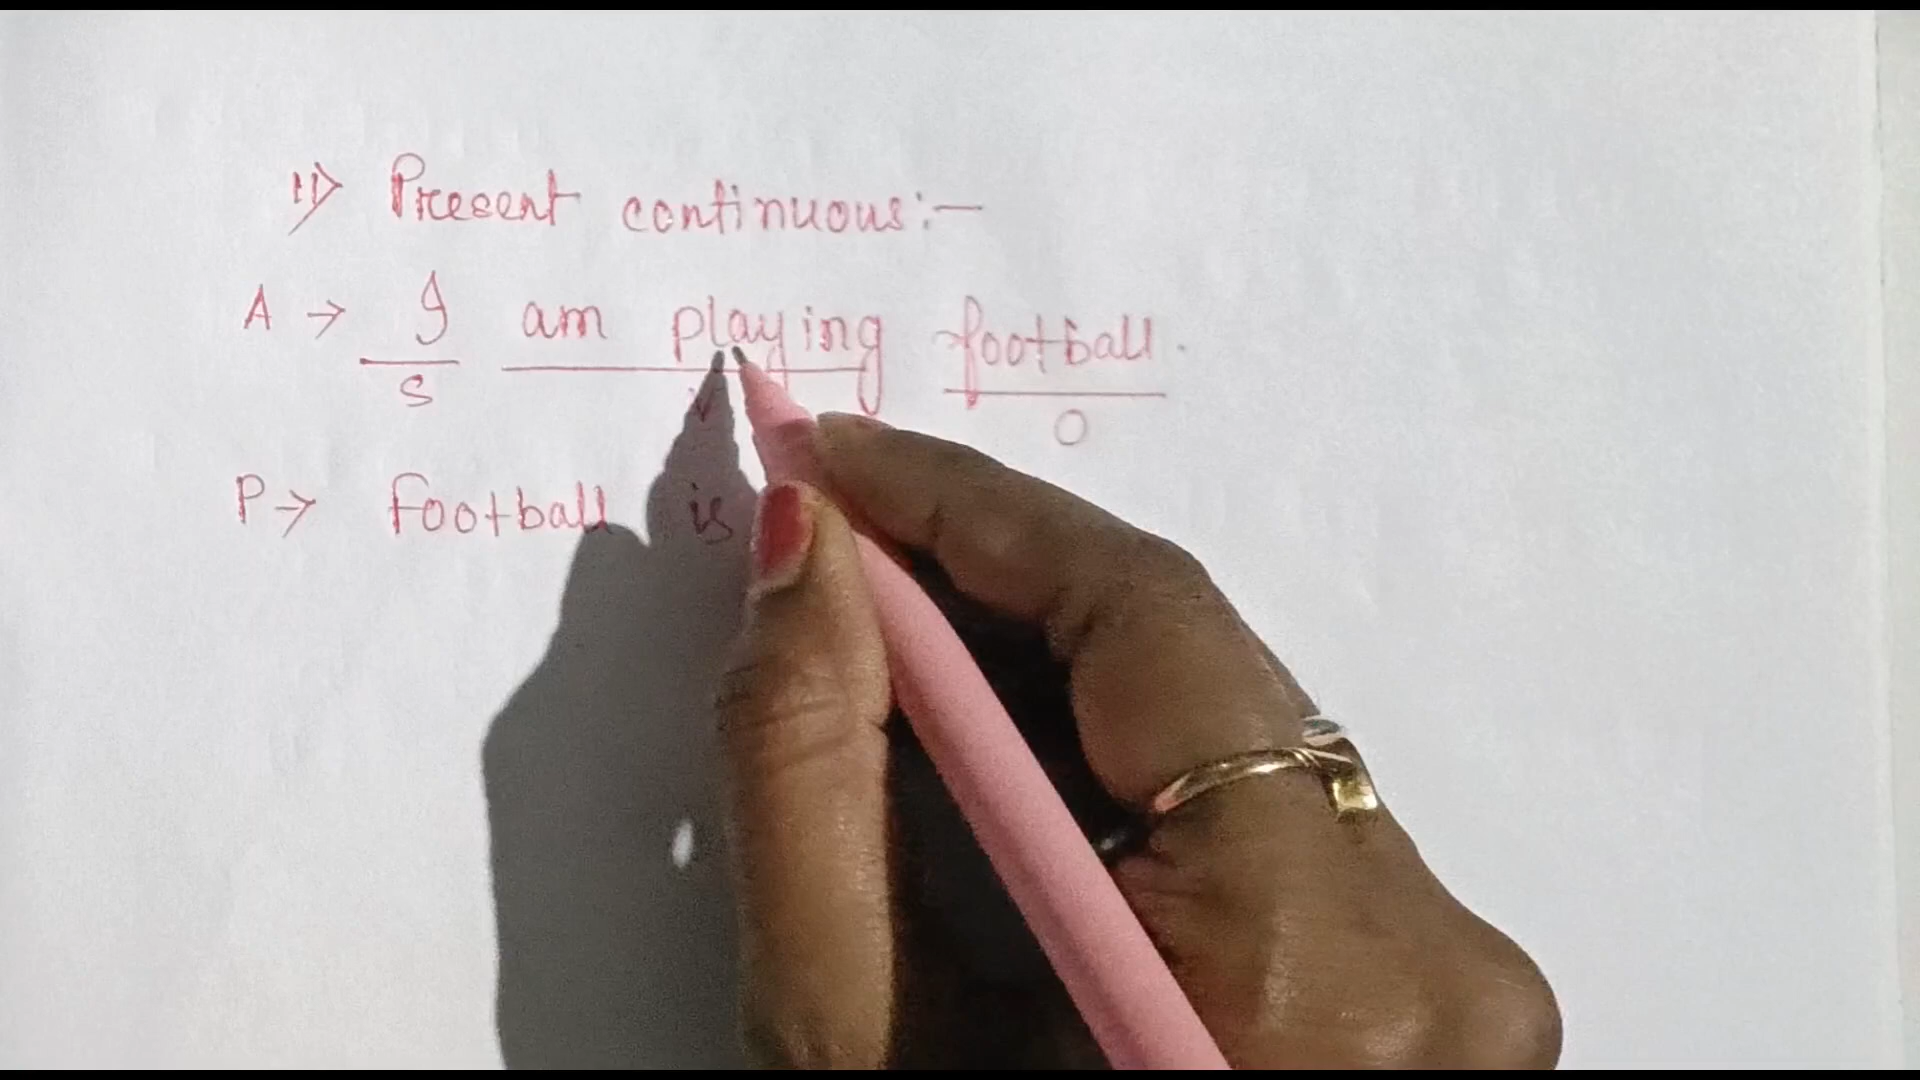 11) Present continuous:-
A → I am playing football.
S V O
P → Football is